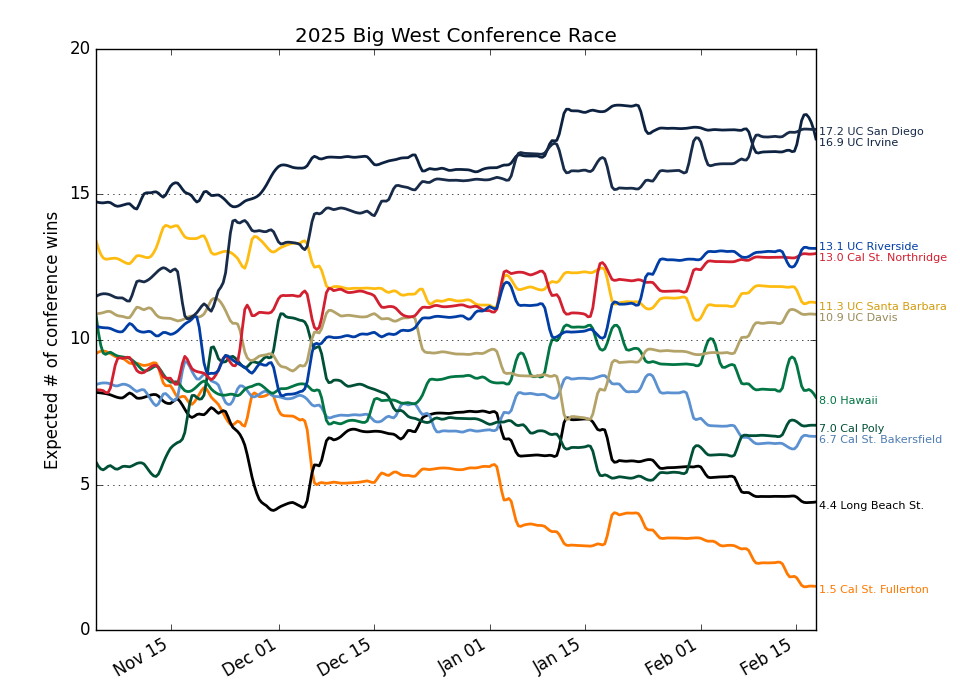 2025 Big West Conference Race
Expected # of conference wins
20
15
10
5
0
17.2 UC San Diego
16.9 UC Irvine
13.1 UC Riverside
13.0 Cal St. Northridge
11.3 UC Santa Barbara
10.9 UC Davis
8.0 Hawaii
7.0 Cal Poly
6.7 Cal St. Bakersfield
4.4 Long Beach St.
1.5 Cal St. Fullerton
Nov 15
Dec 01
Dec 15
Jan 01
Jan 15
Feb 01
Feb 15